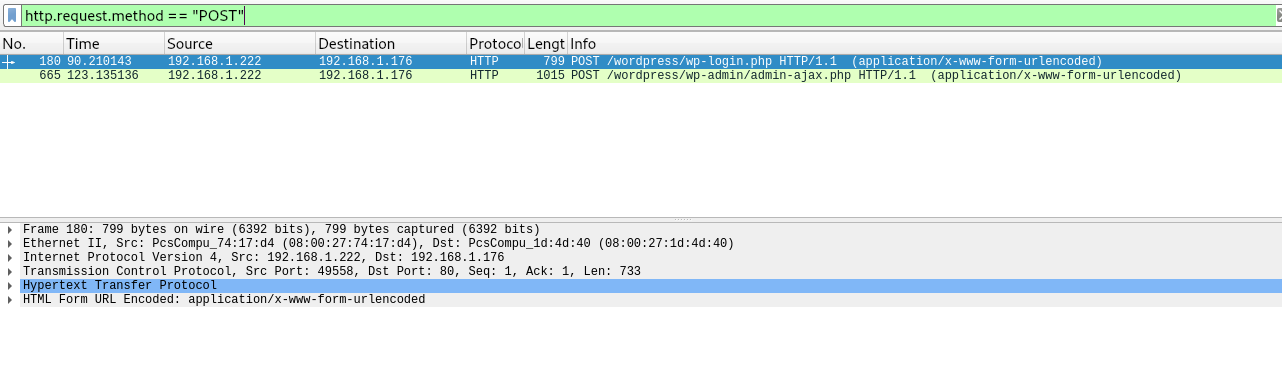 http.request.method == "POST"
No. Time Source Destination Protoco Lengt Info
180 90.210143 192.168.1.222 192.168.1.176 HTTP 799 POST /wordpress/wp-login.php HTTP/1.1  (application/x-www-form-urlencoded)
665 123.135136 192.168.1.222 192.168.1.176 HTTP 1015 POST /wordpress/wp-admin/admin-ajax.php HTTP/1.1  (application/x-www-form-urlencoded)
Frame 180: 799 bytes on wire (6392 bits), 799 bytes captured (6392 bits)
Ethernet II, Src: PcsCompu_74:17:d4 (08:00:27:74:17:d4), Dst: PcsCompu_1d:4d:40 (08:00:27:1d:4d:40)
Internet Protocol Version 4, Src: 192.168.1.222, Dst: 192.168.1.176
Transmission Control Protocol, Src Port: 49558, Dst Port: 80, Seq: 1, Ack: 1, Len: 733
Hypertext Transfer Protocol
HTML Form URL Encoded: application/x-www-form-urlencoded